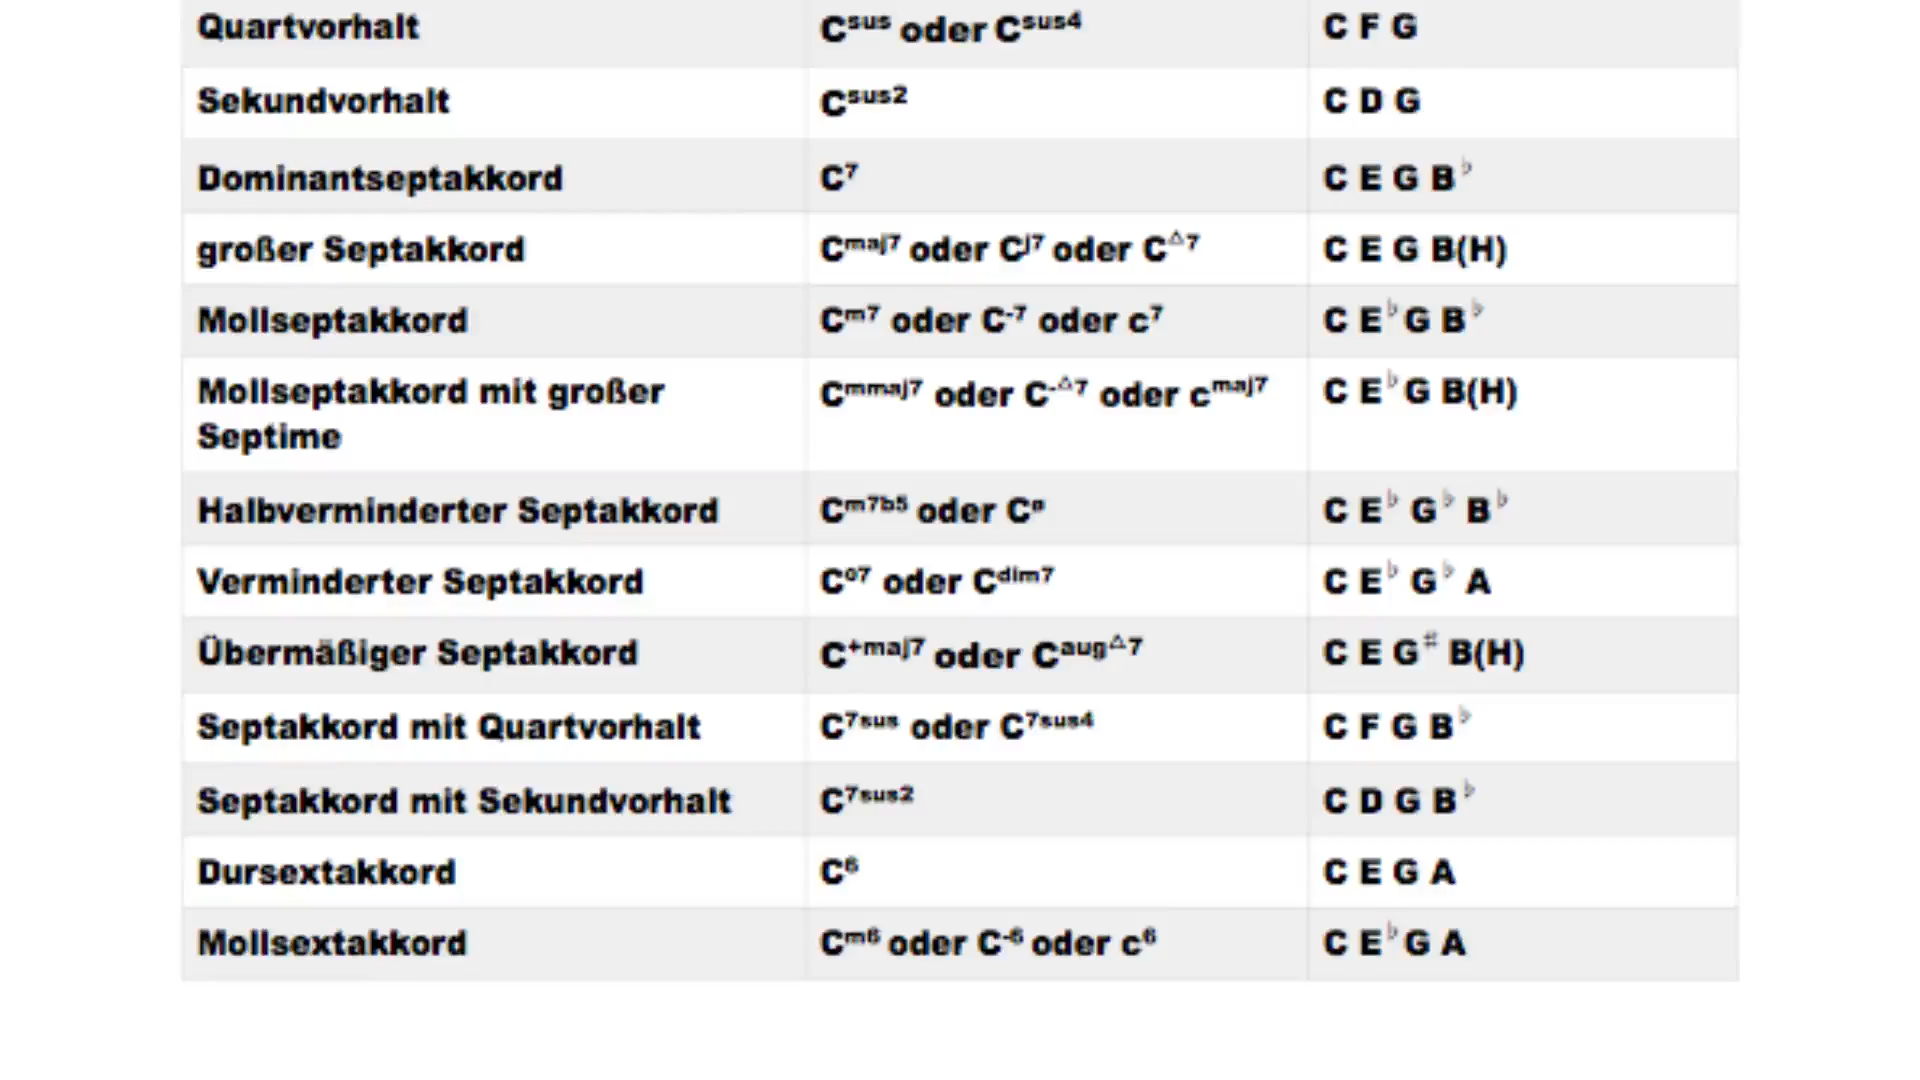 Quartvorhalt Csus oder Csus4 C F G
Sekundvorhalt Csus2 C D G
Dominantseptakkord C7 C E G B♭
großer Septakkord Cmaj7 oder Cj7 oder C△7 C E G B(H)
Mollseptakkord Cm7 oder C-7 oder c7 C E♭ G B♭
Mollseptakkord mit großer Cmmaj7 oder C-△7 oder cmaj7 C E♭ G B(H)
Septime
Halbverminderter Septakkord Cm7b5 oder Cø C E♭ G♭ B♭
Verminderter Septakkord Co7 oder Cdim7 C E♭ G♭ A
Übermäßiger Septakkord C+maj7 oder Caug△7 C E G♯ B(H)
Septakkord mit Quartvorhalt C7sus oder C7sus4 C F G B♭
Septakkord mit Sekundvorhalt C7sus2 C D G B♭
Dursextakkord C6 C E G A
Mollsextakkord Cm6 oder C-6 oder c6 C E♭ G A